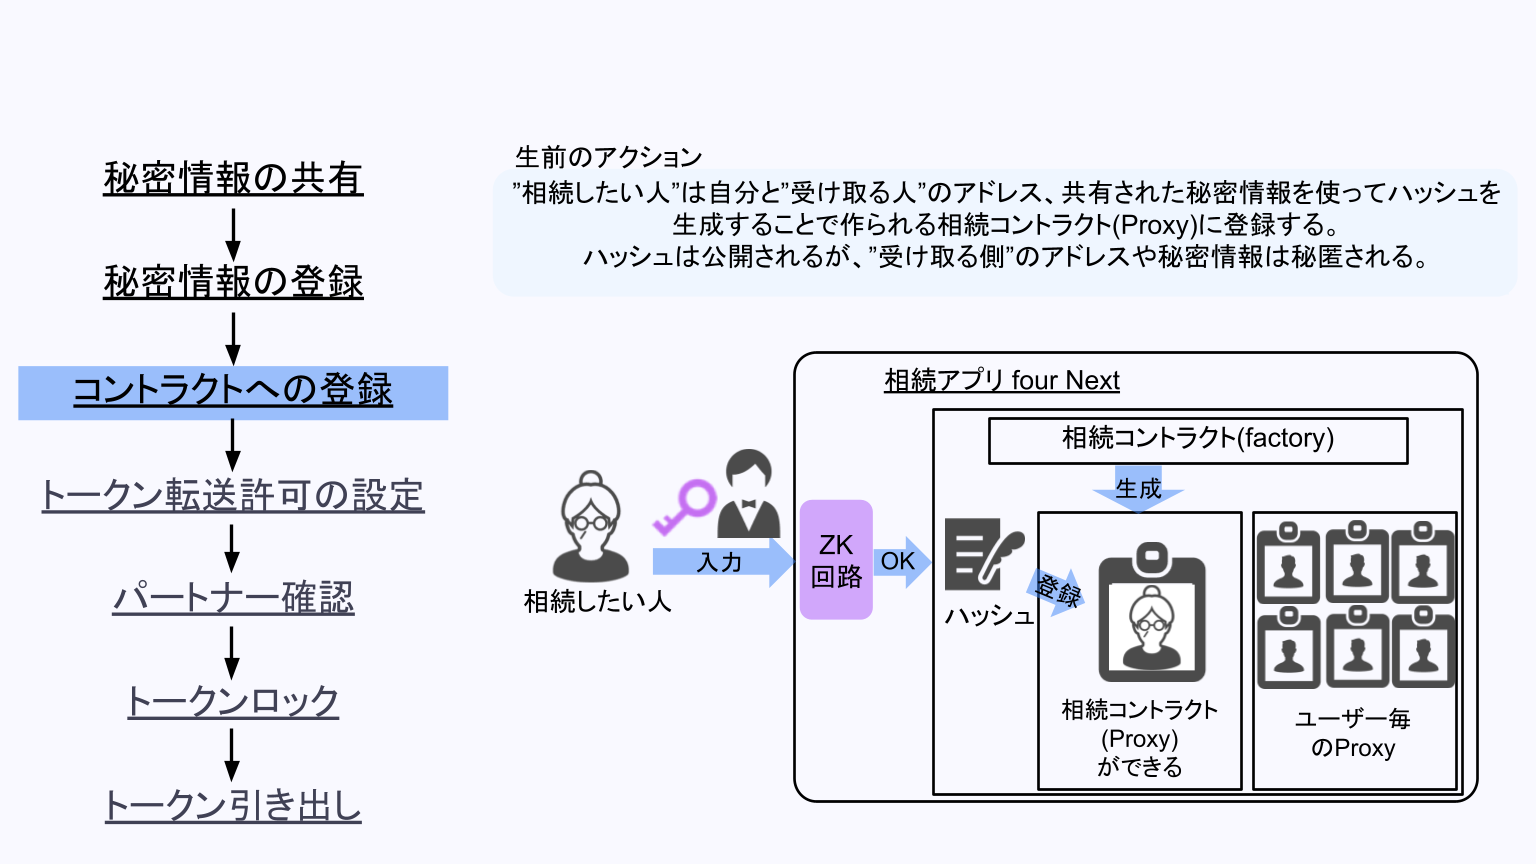 秘密情報の共有
秘密情報の登録
コントラクトへの登録
トークン転送許可の設定
パートナー確認
トークンロック
トークン引き出し
生前のアクション
”相続したい人”は自分と”受け取る人”のアドレス、共有された秘密情報を使ってハッシュを
生成することで作られる相続コントラクト(Proxy)に登録する。
ハッシュは公開されるが、”受け取る側”のアドレスや秘密情報は秘匿される。
相続アプリ four Next
相続コントラクト(factory)
生成
相続したい人
入力
ZK
回路
OK
ハッシュ
登録
相続コントラクト
(Proxy)
ができる
ユーザー毎
のProxy